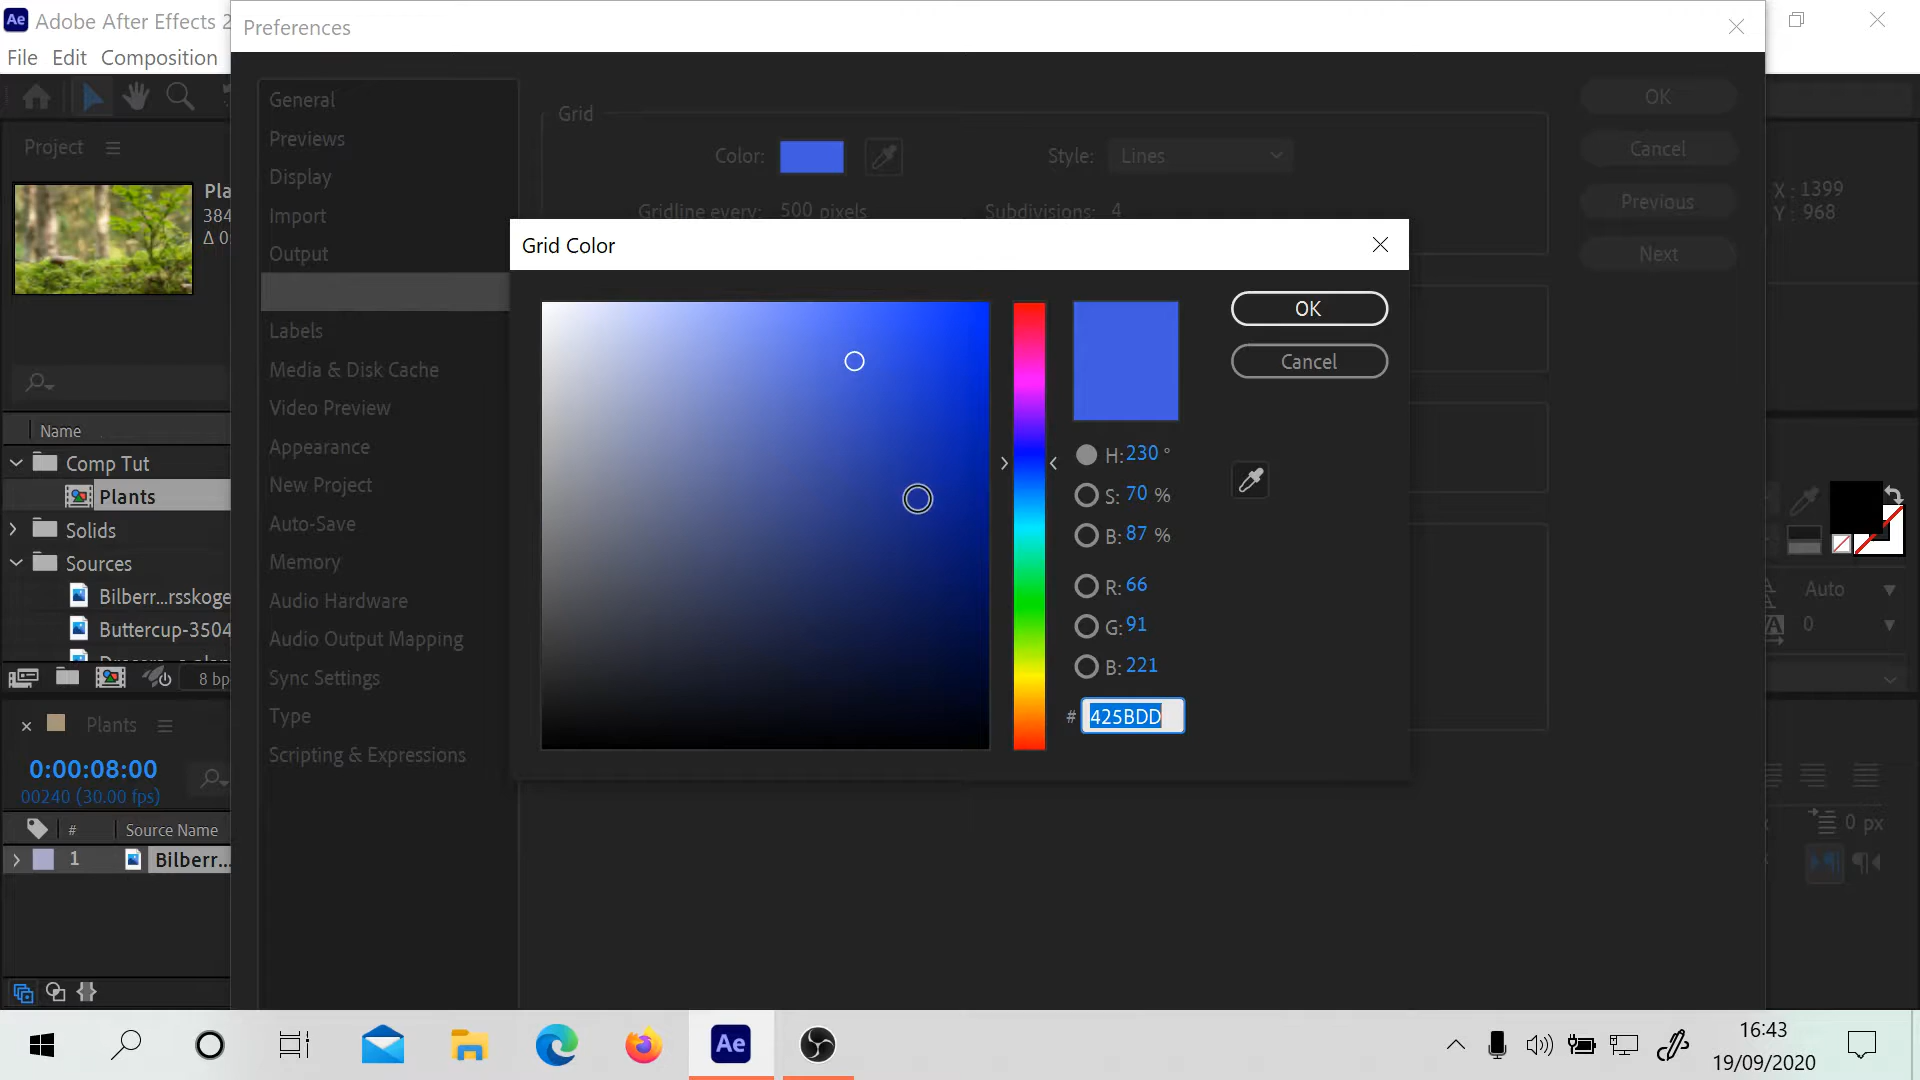 Ae Adobe After Effects 2
Preferences
File Edit Composition
General
Previews
Display
Import
Output
Labels
Media & Disk Cache
Video Preview
Appearance
New Project
Auto-Save
Memory
Audio Hardware
Audio Output Mapping
Sync Settings
Type
Scripting & Expressions
Grid
Color:
Style: Lines
Gridline every: 500 pixels
Subdivisions: 4
OK
Cancel
Previous
Next
Grid Color
OK
Cancel
H: 230 °
S: 70 %
B: 87 %
R: 66
G: 91
B: 221
# 425BDD
Project
Pla
384
Δ 0
Name
Comp Tut
Plants
Solids
Sources
Bilberr...rsskoge
Buttercup-3504
8 bp
Plants
0:00:08:00
00240 (30.00 fps)
# Source Name
1 Bilberr...
X : 1399
Y : 968
Auto
0
0 px
Ae
16:43
19/09/2020